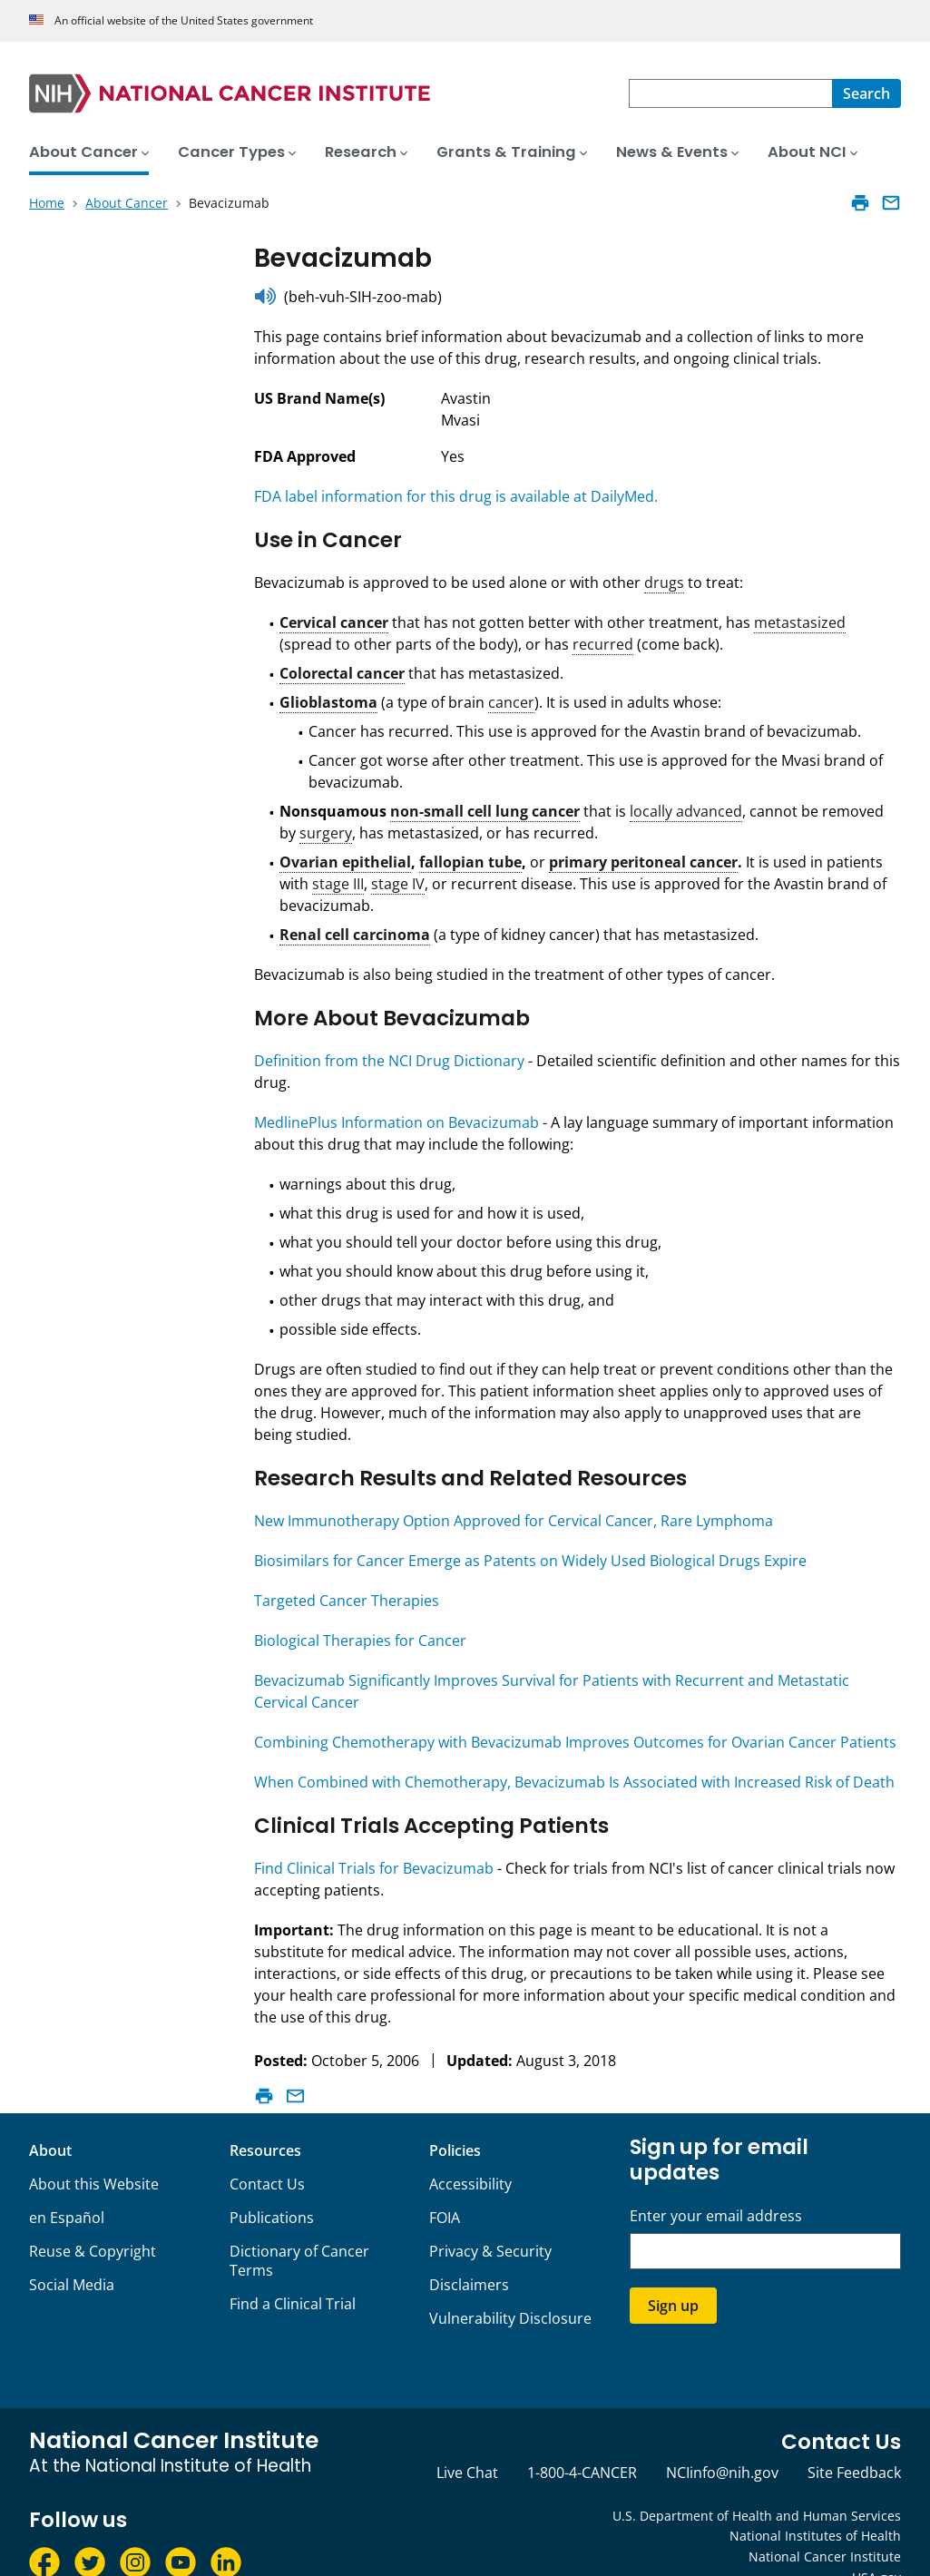 An official website of the United States government
NIH NATIONAL CANCER INSTITUTE
Search
About Cancer Cancer Types Research Grants & Training News & Events About NCI
Home About Cancer Bevacizumab
Bevacizumab
(beh-vuh-SIH-zoo-mab)
This page contains brief information about bevacizumab and a collection of links to more
information about the use of this drug, research results, and ongoing clinical trials.
US Brand Name(s) Avastin
Mvasi
FDA Approved Yes
FDA label information for this drug is available at DailyMed.
Use in Cancer
Bevacizumab is approved to be used alone or with other drugs to treat:
• Cervical cancer that has not gotten better with other treatment, has metastasized
(spread to other parts of the body), or has recurred (come back).
• Colorectal cancer that has metastasized.
• Glioblastoma (a type of brain cancer). It is used in adults whose:
• Cancer has recurred. This use is approved for the Avastin brand of bevacizumab.
• Cancer got worse after other treatment. This use is approved for the Mvasi brand of
bevacizumab.
• Nonsquamous non-small cell lung cancer that is locally advanced, cannot be removed
by surgery, has metastasized, or has recurred.
• Ovarian epithelial, fallopian tube, or primary peritoneal cancer. It is used in patients
with stage III, stage IV, or recurrent disease. This use is approved for the Avastin brand of
bevacizumab.
• Renal cell carcinoma (a type of kidney cancer) that has metastasized.
Bevacizumab is also being studied in the treatment of other types of cancer.
More About Bevacizumab
Definition from the NCI Drug Dictionary - Detailed scientific definition and other names for this
drug.
MedlinePlus Information on Bevacizumab - A lay language summary of important information
about this drug that may include the following:
• warnings about this drug,
• what this drug is used for and how it is used,
• what you should tell your doctor before using this drug,
• what you should know about this drug before using it,
• other drugs that may interact with this drug, and
• possible side effects.
Drugs are often studied to find out if they can help treat or prevent conditions other than the
ones they are approved for. This patient information sheet applies only to approved uses of
the drug. However, much of the information may also apply to unapproved uses that are
being studied.
Research Results and Related Resources
New Immunotherapy Option Approved for Cervical Cancer, Rare Lymphoma
Biosimilars for Cancer Emerge as Patents on Widely Used Biological Drugs Expire
Targeted Cancer Therapies
Biological Therapies for Cancer
Bevacizumab Significantly Improves Survival for Patients with Recurrent and Metastatic
Cervical Cancer
Combining Chemotherapy with Bevacizumab Improves Outcomes for Ovarian Cancer Patients
When Combined with Chemotherapy, Bevacizumab Is Associated with Increased Risk of Death
Clinical Trials Accepting Patients
Find Clinical Trials for Bevacizumab - Check for trials from NCI's list of cancer clinical trials now
accepting patients.
Important: The drug information on this page is meant to be educational. It is not a
substitute for medical advice. The information may not cover all possible uses, actions,
interactions, or side effects of this drug, or precautions to be taken while using it. Please see
your health care professional for more information about your specific medical condition and
the use of this drug.
Posted: October 5, 2006 | Updated: August 3, 2018
About
About this Website
en Español
Reuse & Copyright
Social Media
Resources
Contact Us
Publications
Dictionary of Cancer
Terms
Find a Clinical Trial
Policies
Accessibility
FOIA
Privacy & Security
Disclaimers
Vulnerability Disclosure
Sign up for email
updates
Enter your email address
Sign up
National Cancer Institute
At the National Institute of Health
Contact Us
Live Chat 1-800-4-CANCER NCIinfo@nih.gov Site Feedback
Follow us
U.S. Department of Health and Human Services
National Institutes of Health
National Cancer Institute
USA.gov